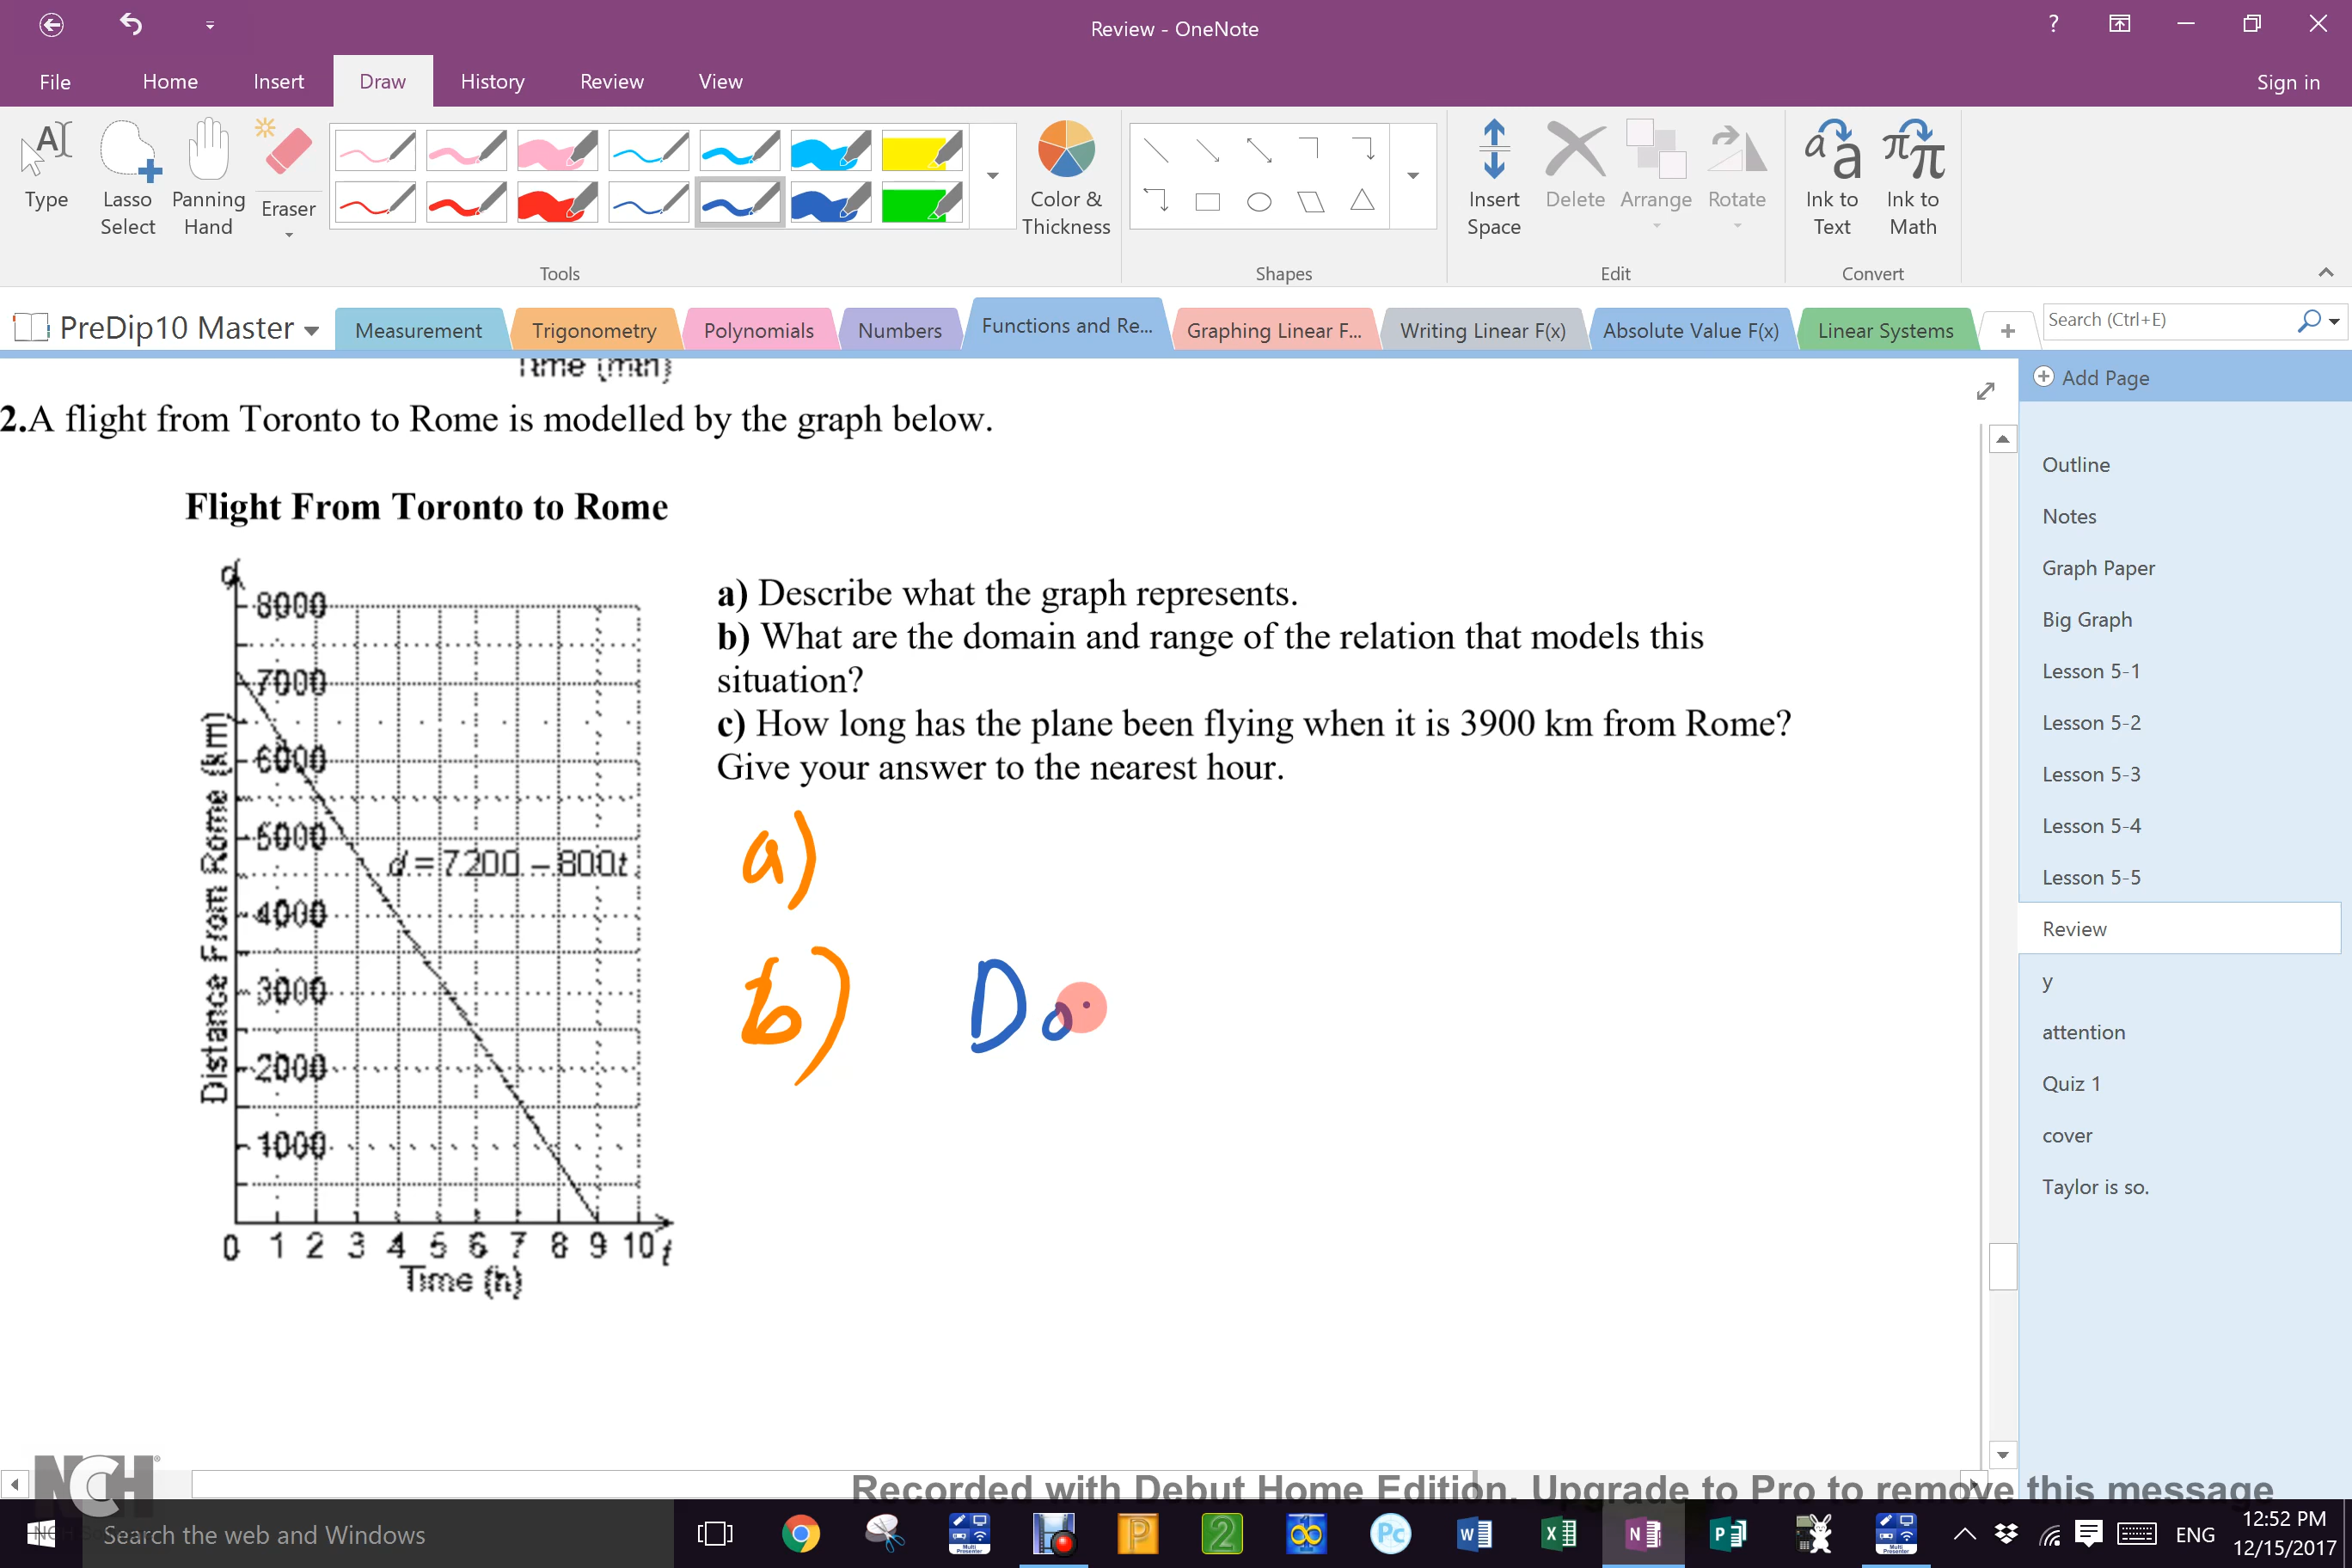 Review - OneNote
?
File Home Insert Draw History Review View Sign in
Type
Lasso Select
Panning Hand
Eraser
Color & Thickness
Insert Space
Delete
Arrange
Rotate
Ink to Text
Ink to Math
Tools Shapes Edit Convert
PreDip10 Master Measurement Trigonometry Polynomials Numbers Functions and Re... Graphing Linear F... Writing Linear F(x) Absolute Value F(x) Linear Systems + Search (Ctrl+E)
Time (min)
2.A flight from Toronto to Rome is modelled by the graph below.
Flight From Toronto to Rome
d
8000
7000
6000
5000
4000
3000
2000
1000
Distance From Rome (km)
d = 7200 - 800t
0 1 2 3 4 5 6 7 8 9 10 t
Time (h)
a) Describe what the graph represents.
b) What are the domain and range of the relation that models this
situation?
c) How long has the plane been flying when it is 3900 km from Rome?
Give your answer to the nearest hour.
a)
b) Do
Add Page
Outline
Notes
Graph Paper
Big Graph
Lesson 5-1
Lesson 5-2
Lesson 5-3
Lesson 5-4
Lesson 5-5
Review
y
attention
Quiz 1
cover
Taylor is so.
NCH
Recorded with Debut Home Edition. Upgrade to Pro to remove this message
Search the web and Windows
ENG
12:52 PM
12/15/2017